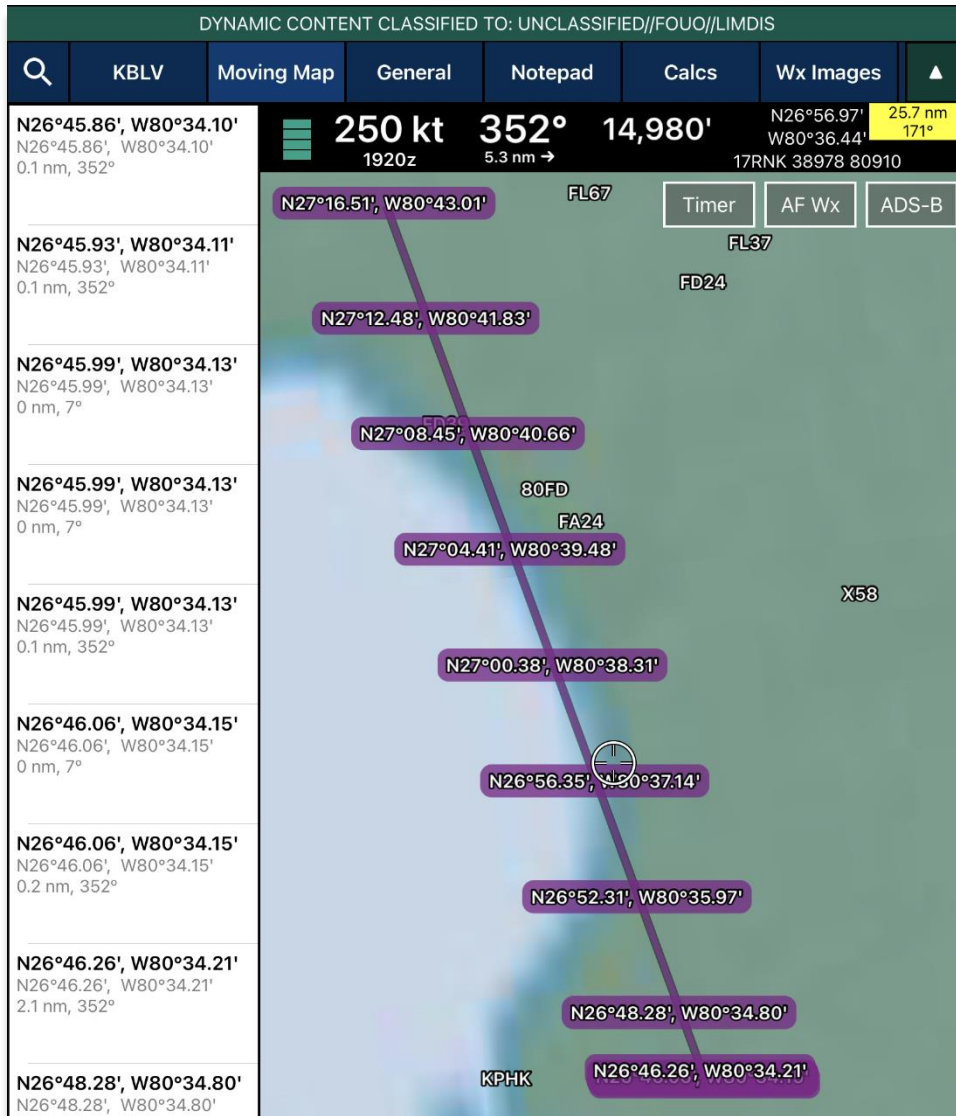 DYNAMIC CONTENT CLASSIFIED TO: UNCLASSIFIED//FOUO//LIMDIS
KBLV Moving Map General Notepad Calcs Wx Images ▲
250 kt 352° 14,980' N26°56.97' 25.7 nm
1920z 5.3 nm → W80°36.44' 171°
17RNK 38978 80910
N26°45.86', W80°34.10'
N26°45.86', W80°34.10'
0.1 nm, 352°
N26°45.93', W80°34.11'
N26°45.93', W80°34.11'
0.1 nm, 352°
N26°45.99', W80°34.13'
N26°45.99', W80°34.13'
0 nm, 7°
N26°45.99', W80°34.13'
N26°45.99', W80°34.13'
0 nm, 7°
N26°45.99', W80°34.13'
N26°45.99', W80°34.13'
0.1 nm, 352°
N26°46.06', W80°34.15'
N26°46.06', W80°34.15'
0 nm, 7°
N26°46.06', W80°34.15'
N26°46.06', W80°34.15'
0.2 nm, 352°
N26°46.26', W80°34.21'
N26°46.26', W80°34.21'
2.1 nm, 352°
N26°48.28', W80°34.80'
N26°48.28', W80°34.80'
Timer AF Wx ADS-B
FL67
N27°16.51', W80°43.01'
FL37
FD24
N27°12.48', W80°41.83'
N27°08.45', W80°40.66'
80FD
FA24
N27°04.41', W80°39.48'
X58
N27°00.38', W80°38.31'
N26°56.35', W80°37.14'
N26°52.31', W80°35.97'
N26°48.28', W80°34.80'
N26°46.26', W80°34.21'
KPHK